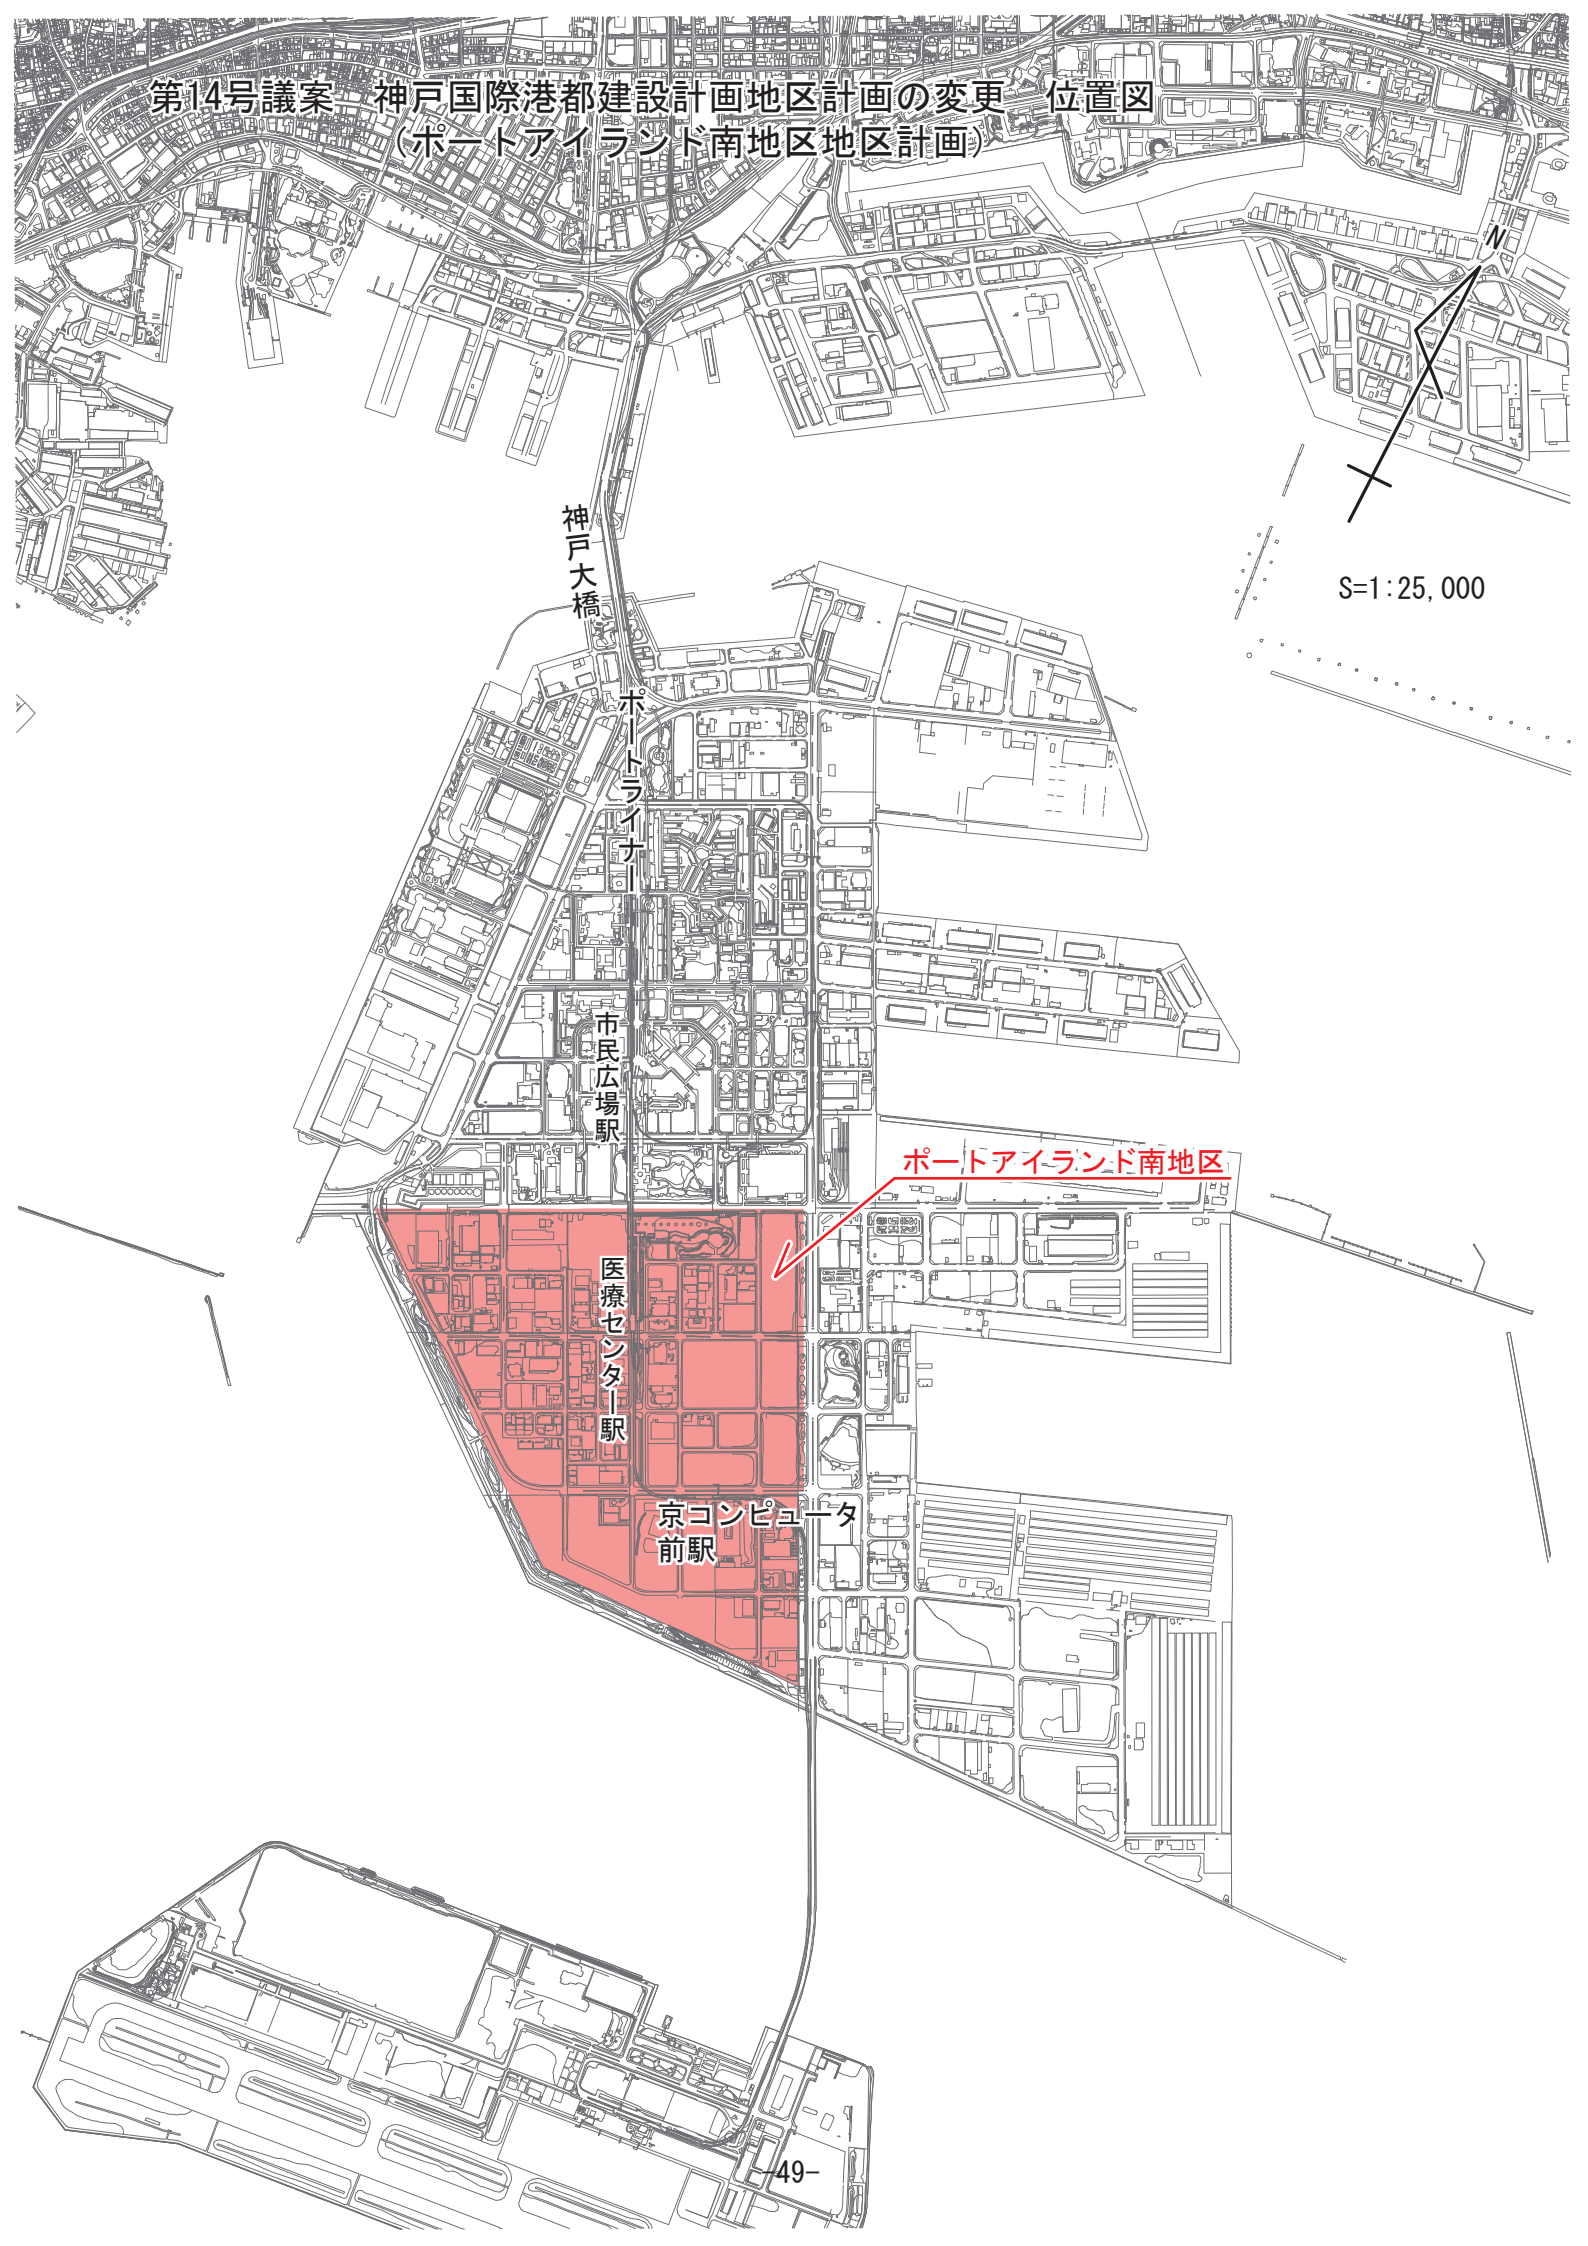 第14号議案　神戸国際港都建設計画地区計画の変更　位置図
（ポートアイランド南地区地区計画）
N
S=1:25,000
神戸大橋
ポートライナー
市民広場駅
ポートアイランド南地区
医療センター駅
京コンピュータ
前駅
-49-